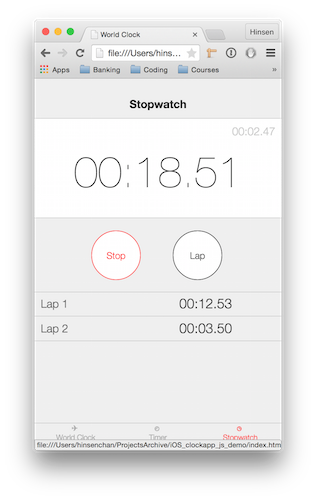 World Clock
Hinsen
file:///Users/hins...
Apps Banking Coding Courses »
Stopwatch
00:02.47
00:18.51
Stop Lap
Lap 1 00:12.53
Lap 2 00:03.50
World Clock Timer Stopwatch
file:///Users/hinsenchan/ProjectsArchive/iOS_clockapp_js_demo/index.htm